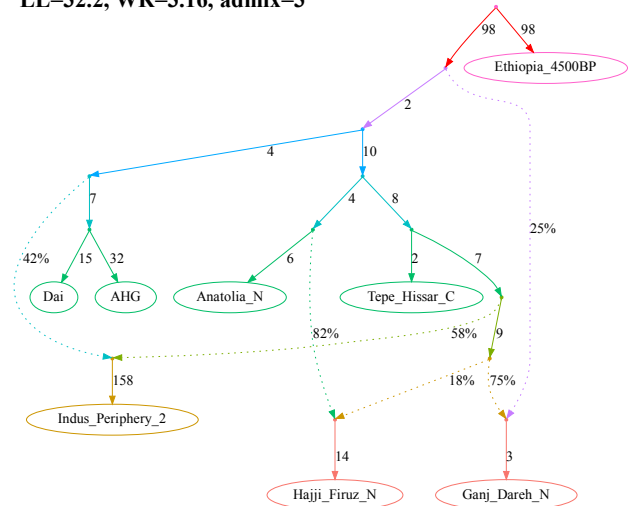 LL=52.2, WR=3.16, admix=3
98
98
Ethiopia_4500BP
2
4
10
7
4
8
42%
15
32
6
2
7
25%
Dai
AHG
Anatolia_N
Tepe_Hissar_C
82%
58%
9
158
18%
75%
Indus_Periphery_2
14
3
Hajji_Firuz_N
Ganj_Dareh_N